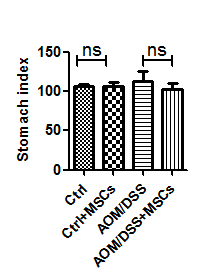 ns ns
Stomach index
150
100
50
0
Ctrl
Ctrl+MSCs
AOM/DSS
AOM/DSS+MSCs